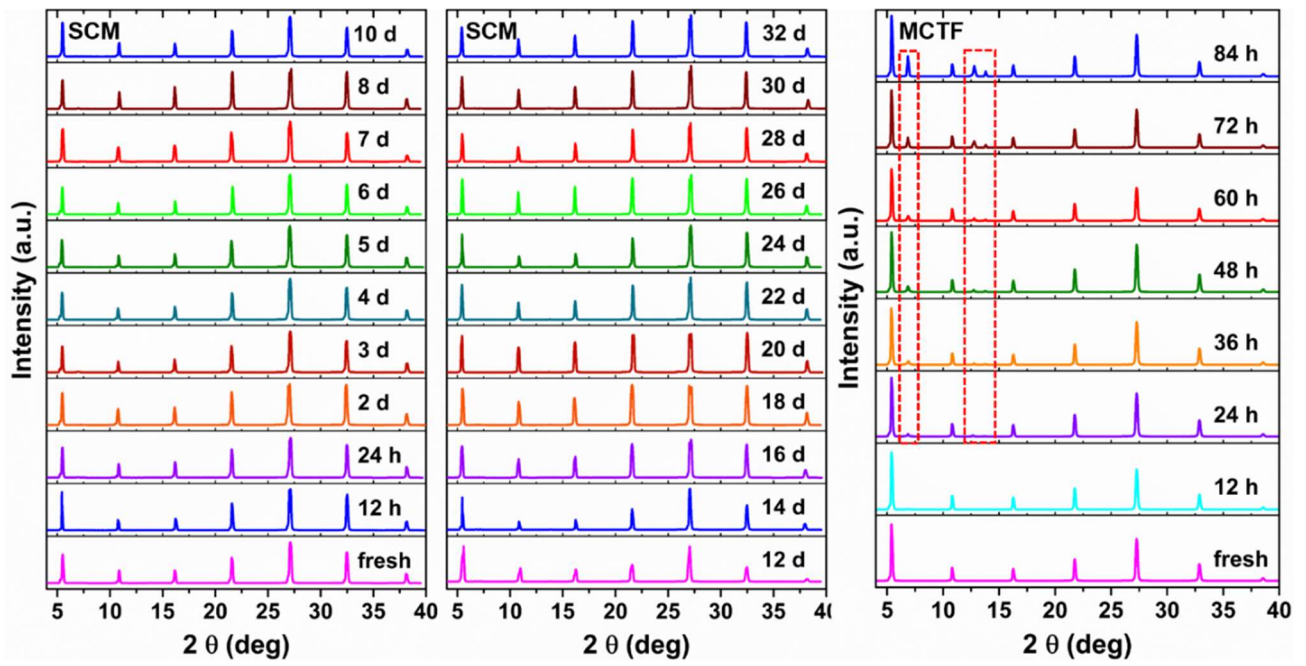 SCM
10 d
8 d
7 d
6 d
5 d
4 d
3 d
2 d
24 h
12 h
fresh
5 10 15 20 25 30 35 40
2 θ (deg)
Intensity (a.u.)
SCM
32 d
30 d
28 d
26 d
24 d
22 d
20 d
18 d
16 d
14 d
12 d
5 10 15 20 25 30 35 40
2 θ (deg)
MCTF
84 h
72 h
60 h
48 h
36 h
24 h
12 h
fresh
5 10 15 20 25 30 35 40
2 θ (deg)
Intensity (a.u.)